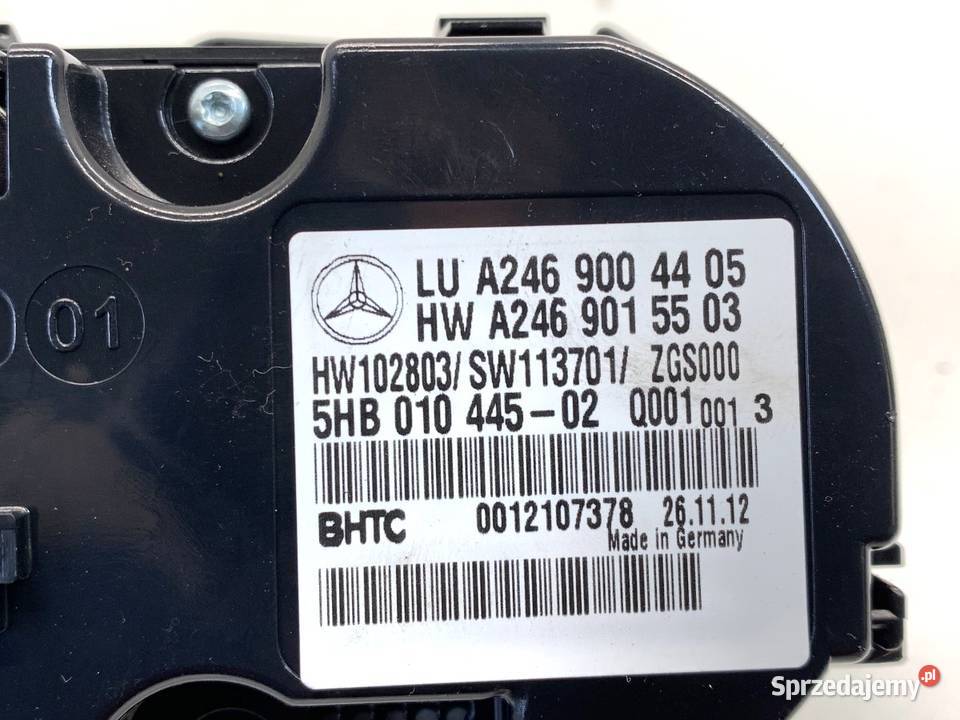 LU A246 900 44 05
HW A246 901 55 03
HW102803/SW113701/ ZGS000
5HB 010 445-02 Q001 001 3
BHTC 0012107378 26.11.12
Made in Germany
01
Sprzedajemy.pl